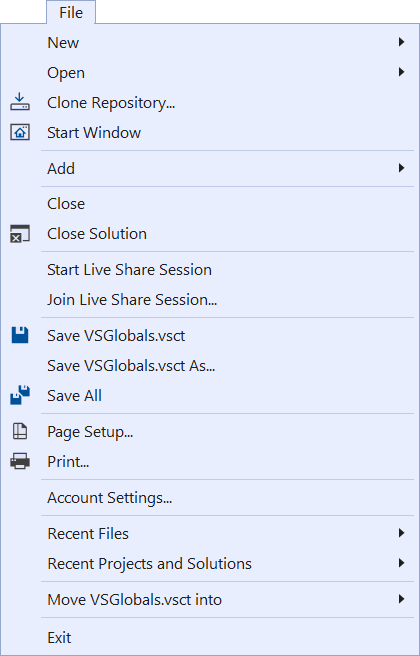 File
New
Open
Clone Repository...
Start Window
Add
Close
Close Solution
Start Live Share Session
Join Live Share Session...
Save VSGlobals.vsct
Save VSGlobals.vsct As...
Save All
Page Setup...
Print...
Account Settings...
Recent Files
Recent Projects and Solutions
Move VSGlobals.vsct into
Exit